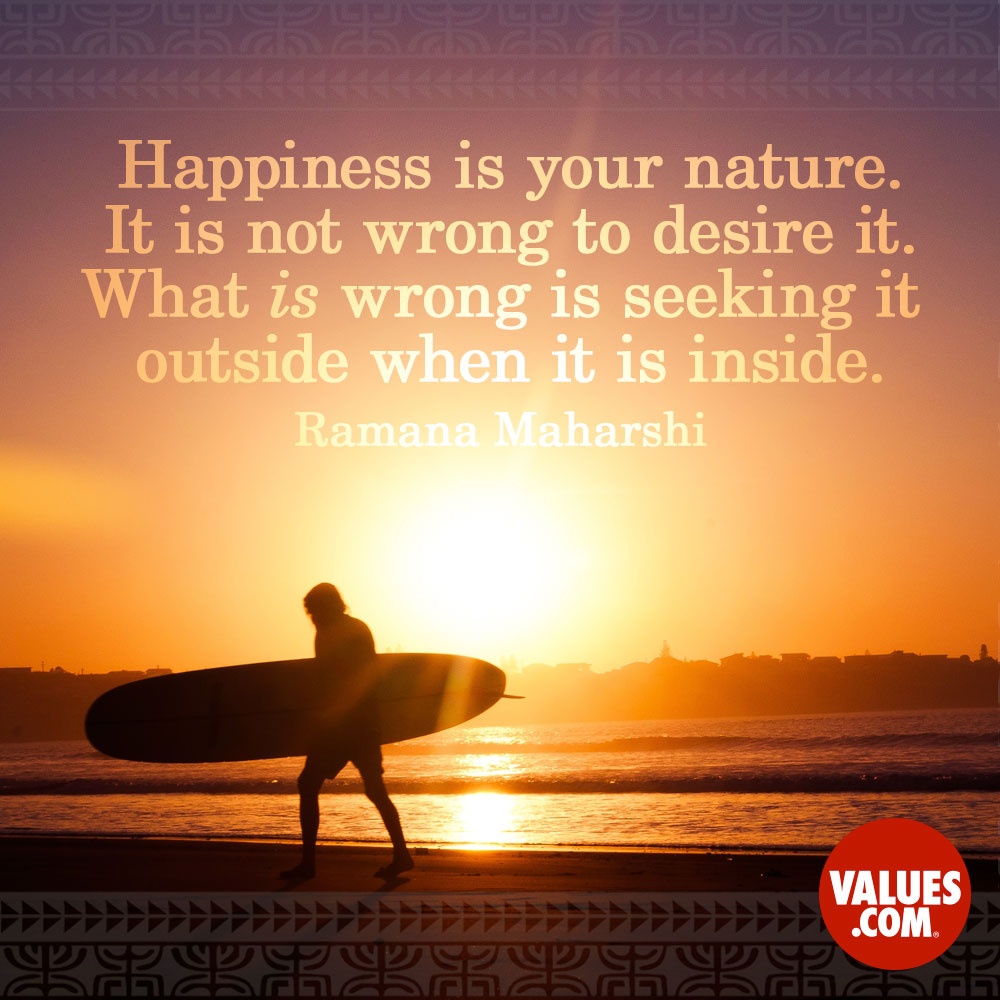 Happiness is your nature.
It is not wrong to desire it.
What is wrong is seeking it
outside when it is inside.
Ramana Maharshi
VALUES
.COM®